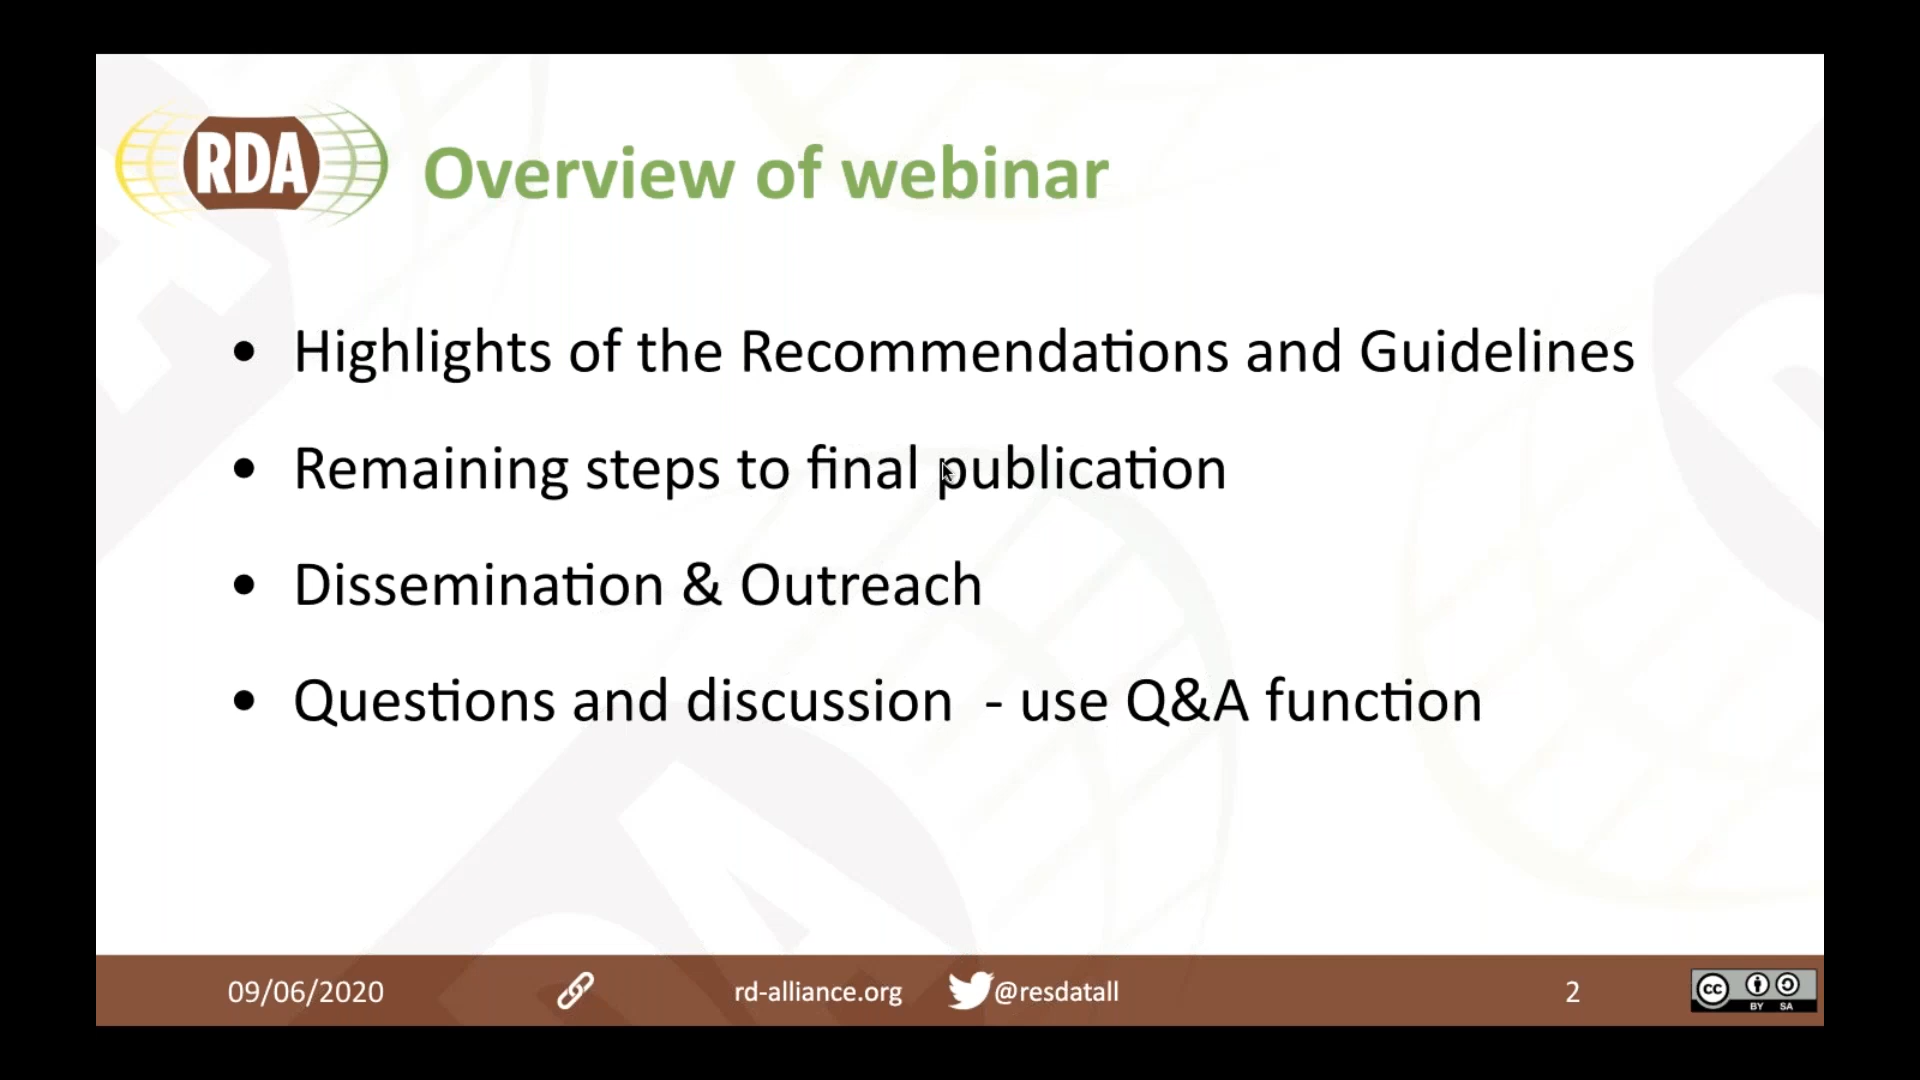 RDA
Overview of webinar
• Highlights of the Recommendations and Guidelines
• Remaining steps to final publication
• Dissemination & Outreach
• Questions and discussion  - use Q&A function
09/06/2020 rd-alliance.org @resdatall 2
cc BY SA